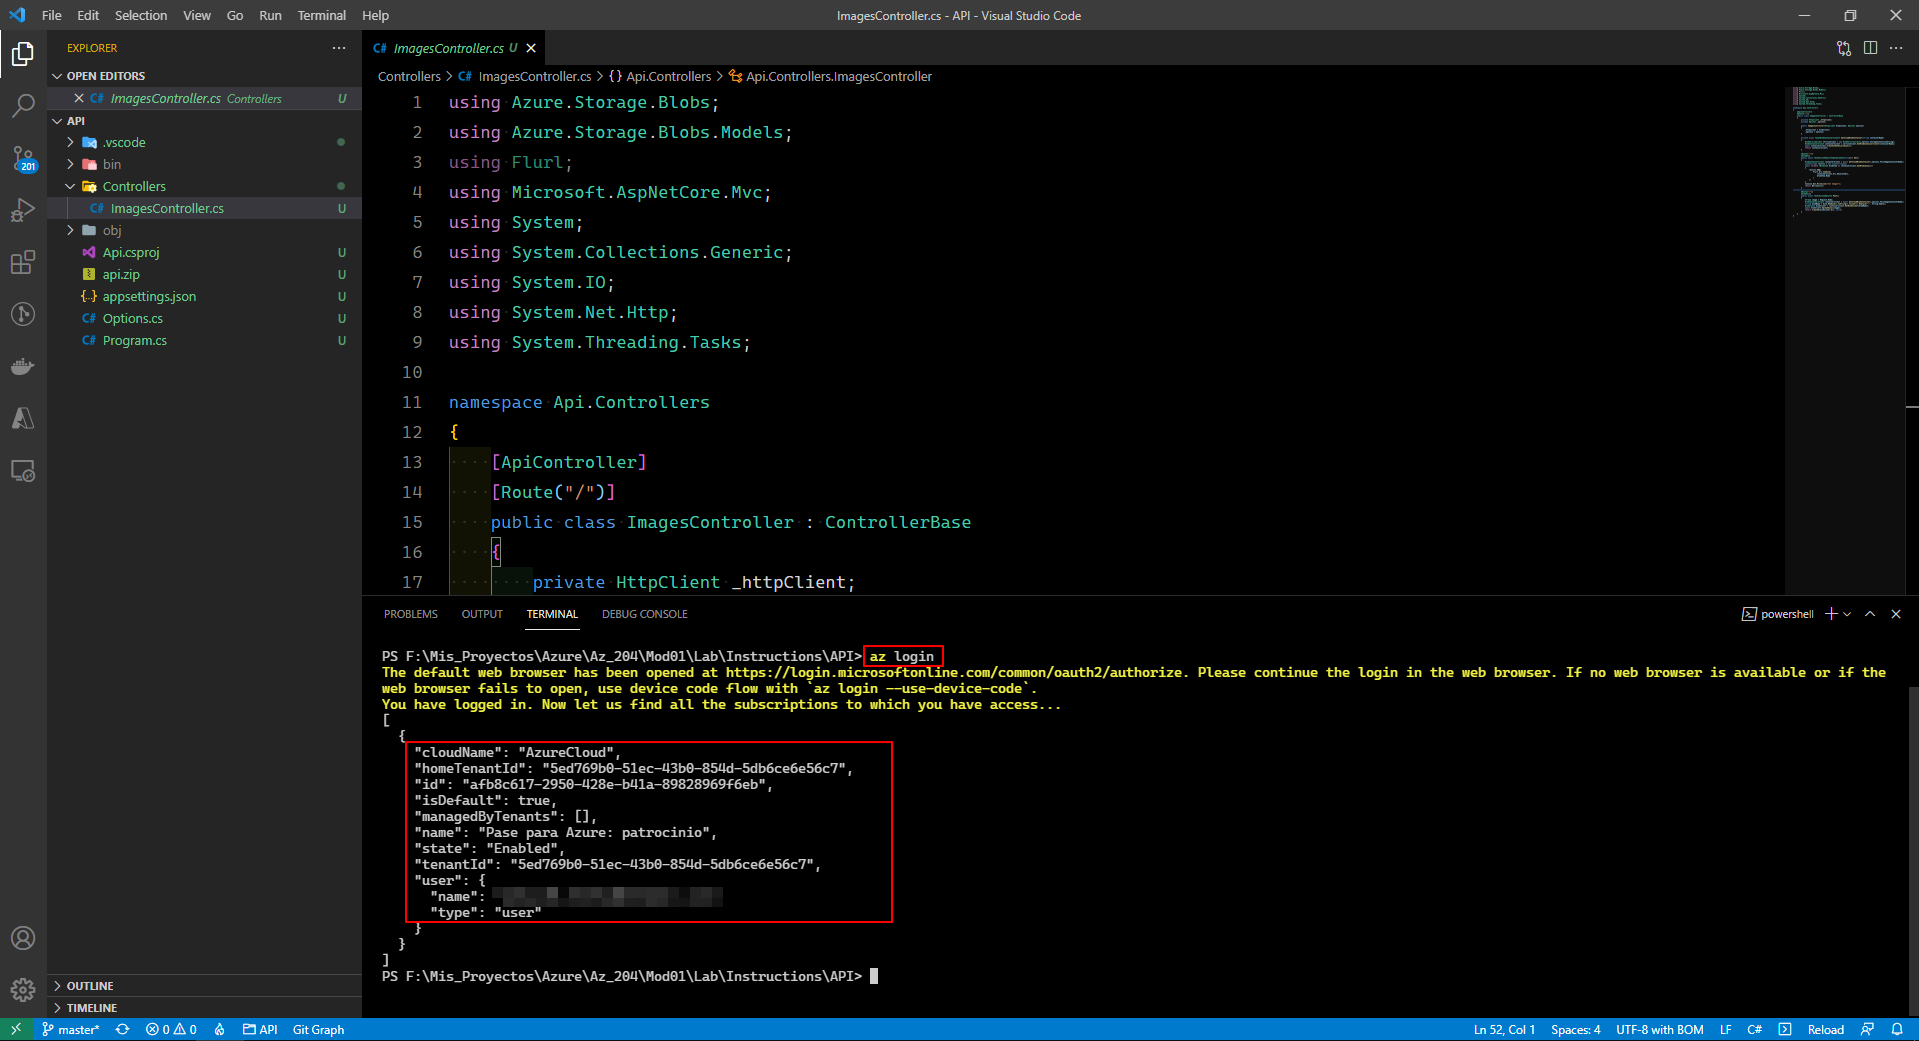 File Edit Selection View Go Run Terminal Help
ImagesController.cs - API - Visual Studio Code
EXPLORER
OPEN EDITORS
C# ImagesController.cs Controllers U
API
.vscode
bin
Controllers
C# ImagesController.cs U
obj
Api.csproj U
api.zip U
{..} appsettings.json U
C# Options.cs U
C# Program.cs U
OUTLINE
TIMELINE
201
C# ImagesController.cs U
Controllers > C# ImagesController.cs > {} Api.Controllers > Api.Controllers.ImagesController
1 using Azure.Storage.Blobs;
2 using Azure.Storage.Blobs.Models;
3 using Flurl;
4 using Microsoft.AspNetCore.Mvc;
5 using System;
6 using System.Collections.Generic;
7 using System.IO;
8 using System.Net.Http;
9 using System.Threading.Tasks;
10
11 namespace Api.Controllers
12 {
13 [ApiController]
14 [Route("/")]
15 public class ImagesController : ControllerBase
16 {
17 private HttpClient _httpClient;
PROBLEMS OUTPUT TERMINAL DEBUG CONSOLE
powershell
PS F:\Mis_Proyectos\Azure\Az_204\Mod01\Lab\Instructions\API> az login
The default web browser has been opened at https://login.microsoftonline.com/common/oauth2/authorize. Please continue the login in the web browser. If no web browser is available or if the
web browser fails to open, use device code flow with `az login --use-device-code`.
You have logged in. Now let us find all the subscriptions to which you have access...
[
{
"cloudName": "AzureCloud",
"homeTenantId": "5ed769b0-51ec-43b0-854d-5db6ce6e56c7",
"id": "afb8c617-2950-428e-b41a-89828969f6eb",
"isDefault": true,
"managedByTenants": [],
"name": "Pase para Azure: patrocinio",
"state": "Enabled",
"tenantId": "5ed769b0-51ec-43b0-854d-5db6ce6e56c7",
"user": {
"name":
"type": "user"
}
}
]
PS F:\Mis_Proyectos\Azure\Az_204\Mod01\Lab\Instructions\API>
master* 0 0 API Git Graph
Ln 52, Col 1 Spaces: 4 UTF-8 with BOM LF C# Reload